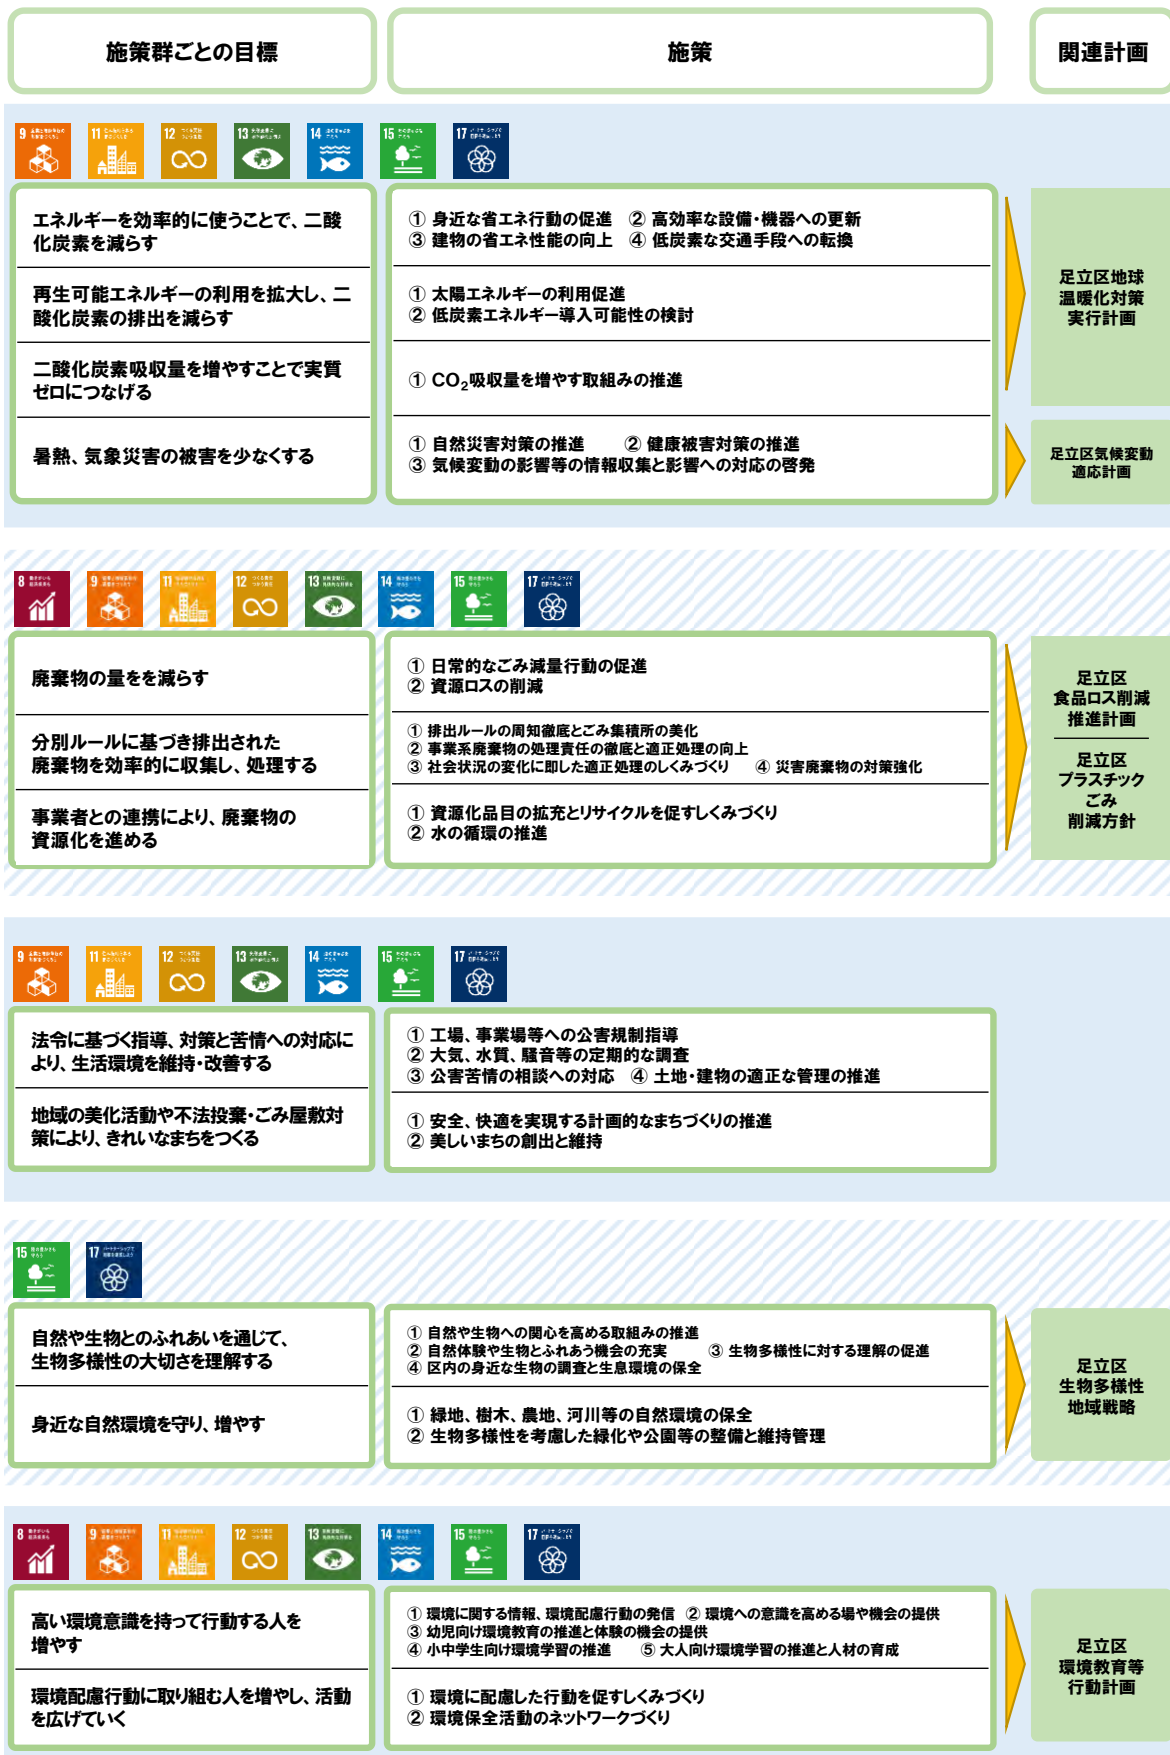 施策群ごとの目標
施策
関連計画
9
11
12
13
14
15
17
エネルギーを効率的に使うことで、二酸
化炭素を減らす
① 身近な省エネ行動の促進 ② 高効率な設備・機器への更新
③ 建物の省エネ性能の向上 ④ 低炭素な交通手段への転換
再生可能エネルギーの利用を拡大し、二
酸化炭素の排出を減らす
① 太陽エネルギーの利用促進
② 低炭素エネルギー導入可能性の検討
二酸化炭素吸収量を増やすことで実質
ゼロにつなげる
① CO₂吸収量を増やす取組みの推進
足立区地球
温暖化対策
実行計画
暑熱、気象災害の被害を少なくする
① 自然災害対策の推進 ② 健康被害対策の推進
③ 気候変動の影響等の情報収集と影響への対応の啓発
足立区気候変動
適応計画
8
9
11
12
13
14
15
17
廃棄物の量をを減らす
① 日常的なごみ減量行動の促進
② 資源ロスの削減
分別ルールに基づき排出された
廃棄物を効率的に収集し、処理する
① 排出ルールの周知徹底とごみ集積所の美化
② 事業系廃棄物の処理責任の徹底と適正処理の向上
③ 社会状況の変化に即した適正処理のしくみづくり ④ 災害廃棄物の対策強化
事業者との連携により、廃棄物の
資源化を進める
① 資源化品目の拡充とリサイクルを促すしくみづくり
② 水の循環の推進
足立区
食品ロス削減
推進計画
足立区
プラスチック
ごみ
削減方針
9
11
12
13
14
15
17
法令に基づく指導、対策と苦情への対応に
より、生活環境を維持・改善する
① 工場、事業場等への公害規制指導
② 大気、水質、騒音等の定期的な調査
③ 公害苦情の相談への対応 ④ 土地・建物の適正な管理の推進
地域の美化活動や不法投棄・ごみ屋敷対
策により、きれいなまちをつくる
① 安全、快適を実現する計画的なまちづくりの推進
② 美しいまちの創出と維持
15
17
自然や生物とのふれあいを通じて、
生物多様性の大切さを理解する
① 自然や生物への関心を高める取組みの推進
② 自然体験や生物とふれあう機会の充実 ③ 生物多様性に対する理解の促進
④ 区内の身近な生物の調査と生息環境の保全
身近な自然環境を守り、増やす
① 緑地、樹木、農地、河川等の自然環境の保全
② 生物多様性を考慮した緑化や公園等の整備と維持管理
足立区
生物多様性
地域戦略
8
9
11
12
13
14
15
17
高い環境意識を持って行動する人を
増やす
① 環境に関する情報、環境配慮行動の発信 ② 環境への意識を高める場や機会の提供
③ 幼児向け環境教育の推進と体験の機会の提供
④ 小中学生向け環境学習の推進 ⑤ 大人向け環境学習の推進と人材の育成
環境配慮行動に取り組む人を増やし、活動
を広げていく
① 環境に配慮した行動を促すしくみづくり
② 環境保全活動のネットワークづくり
足立区
環境教育等
行動計画